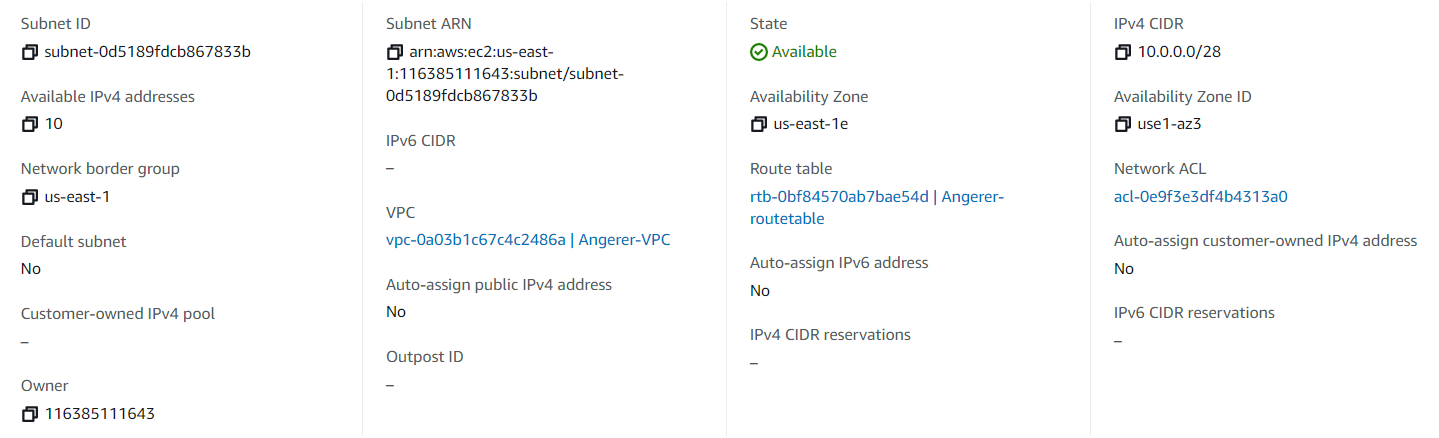 Subnet ID
subnet-0d5189fdcb867833b
Available IPv4 addresses
10
Network border group
us-east-1
Default subnet
No
Customer-owned IPv4 pool
–
Owner
116385111643
Subnet ARN
arn:aws:ec2:us-east-
1:116385111643:subnet/subnet-
0d5189fdcb867833b
IPv6 CIDR
–
VPC
vpc-0a03b1c67c4c2486a | Angerer-VPC
Auto-assign public IPv4 address
No
Outpost ID
–
State
Available
Availability Zone
us-east-1e
Route table
rtb-0bf84570ab7bae54d | Angerer-
routetable
Auto-assign IPv6 address
No
IPv4 CIDR reservations
–
IPv4 CIDR
10.0.0.0/28
Availability Zone ID
use1-az3
Network ACL
acl-0e9f3e3df4b4313a0
Auto-assign customer-owned IPv4 address
No
IPv6 CIDR reservations
–